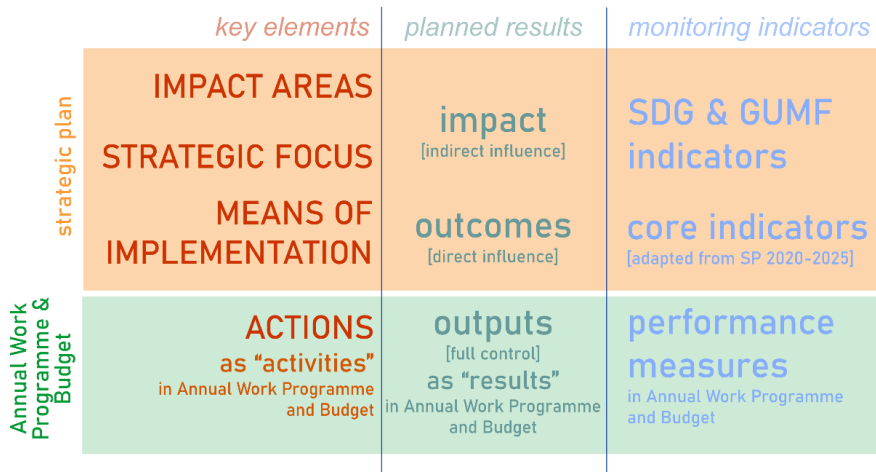 key elements
planned results
monitoring indicators
strategic plan
IMPACT AREAS
STRATEGIC FOCUS
MEANS OF
IMPLEMENTATION
impact
[indirect influence]
outcomes
[direct influence]
SDG & GUMF
indicators
core indicators
[adapted from SP 2020-2025]
Annual Work
Programme &
Budget
ACTIONS
as “activities”
in Annual Work Programme
and Budget
outputs
[full control]
as “results”
in Annual Work Programme
and Budget
performance
measures
in Annual Work Programme
and Budget